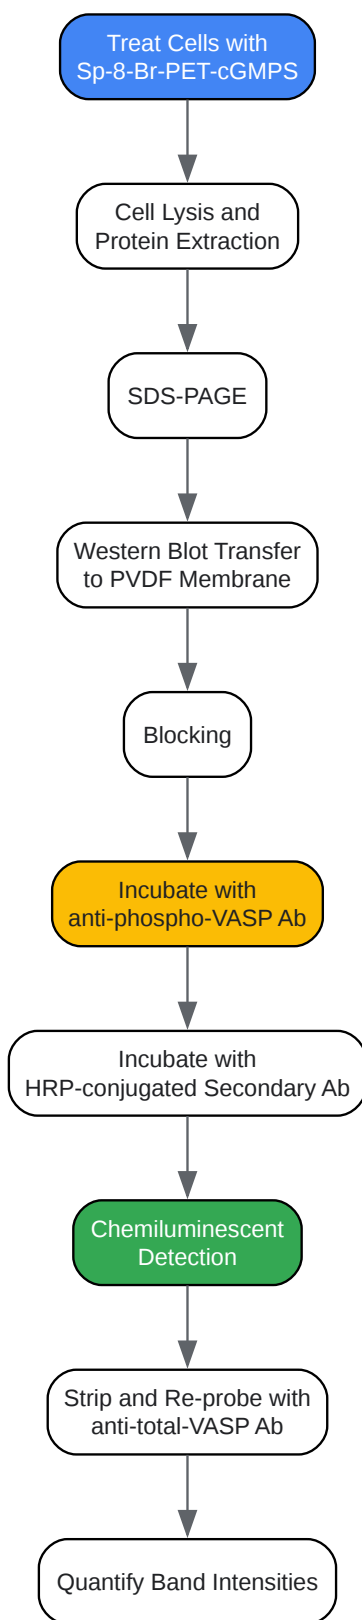 Treat Cells with
Sp-8-Br-PET-cGMPS
Cell Lysis and
Protein Extraction
SDS-PAGE
Western Blot Transfer
to PVDF Membrane
Blocking
Incubate with
anti-phospho-VASP Ab
Incubate with
HRP-conjugated Secondary Ab
Chemiluminescent
Detection
Strip and Re-probe with
anti-total-VASP Ab
Quantify Band Intensities